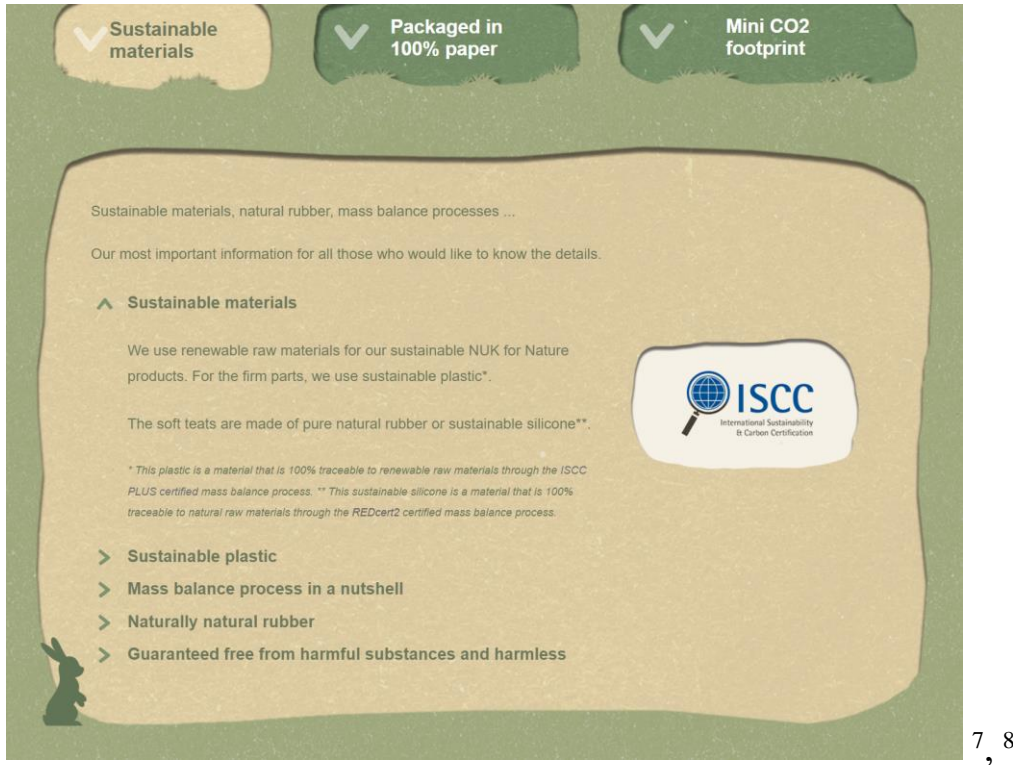 Sustainable
materials
Packaged in
100% paper
Mini CO2
footprint
Sustainable materials, natural rubber, mass balance processes ...
Our most important information for all those who would like to know the details.
Sustainable materials
We use renewable raw materials for our sustainable NUK for Nature
products. For the firm parts, we use sustainable plastic*.
The soft teats are made of pure natural rubber or sustainable silicone**.
* This plastic is a material that is 100% traceable to renewable raw materials through the ISCC
PLUS certified mass balance process. ** This sustainable silicone is a material that is 100%
traceable to natural raw materials through the REDcert2 certified mass balance process.
ISCC
International Sustainability
& Carbon Certification
Sustainable plastic
Mass balance process in a nutshell
Naturally natural rubber
Guaranteed free from harmful substances and harmless
7, 8